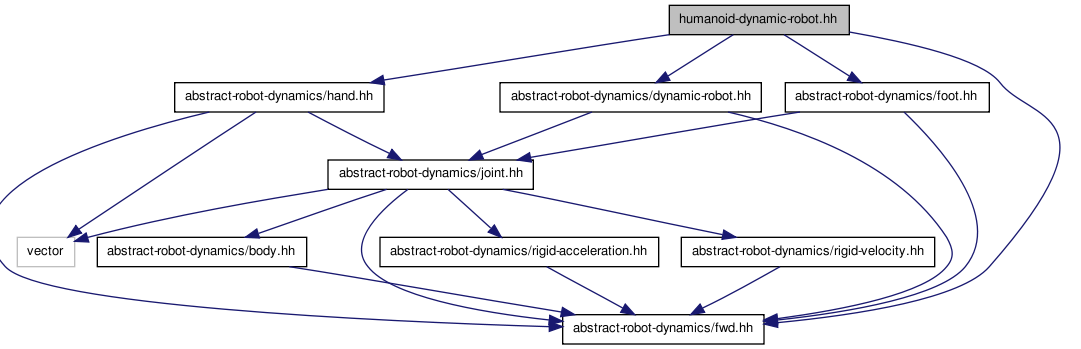 humanoid-dynamic-robot.hh
abstract-robot-dynamics/hand.hh
abstract-robot-dynamics/dynamic-robot.hh
abstract-robot-dynamics/foot.hh
abstract-robot-dynamics/joint.hh
vector
abstract-robot-dynamics/body.hh
abstract-robot-dynamics/rigid-acceleration.hh
abstract-robot-dynamics/rigid-velocity.hh
abstract-robot-dynamics/fwd.hh